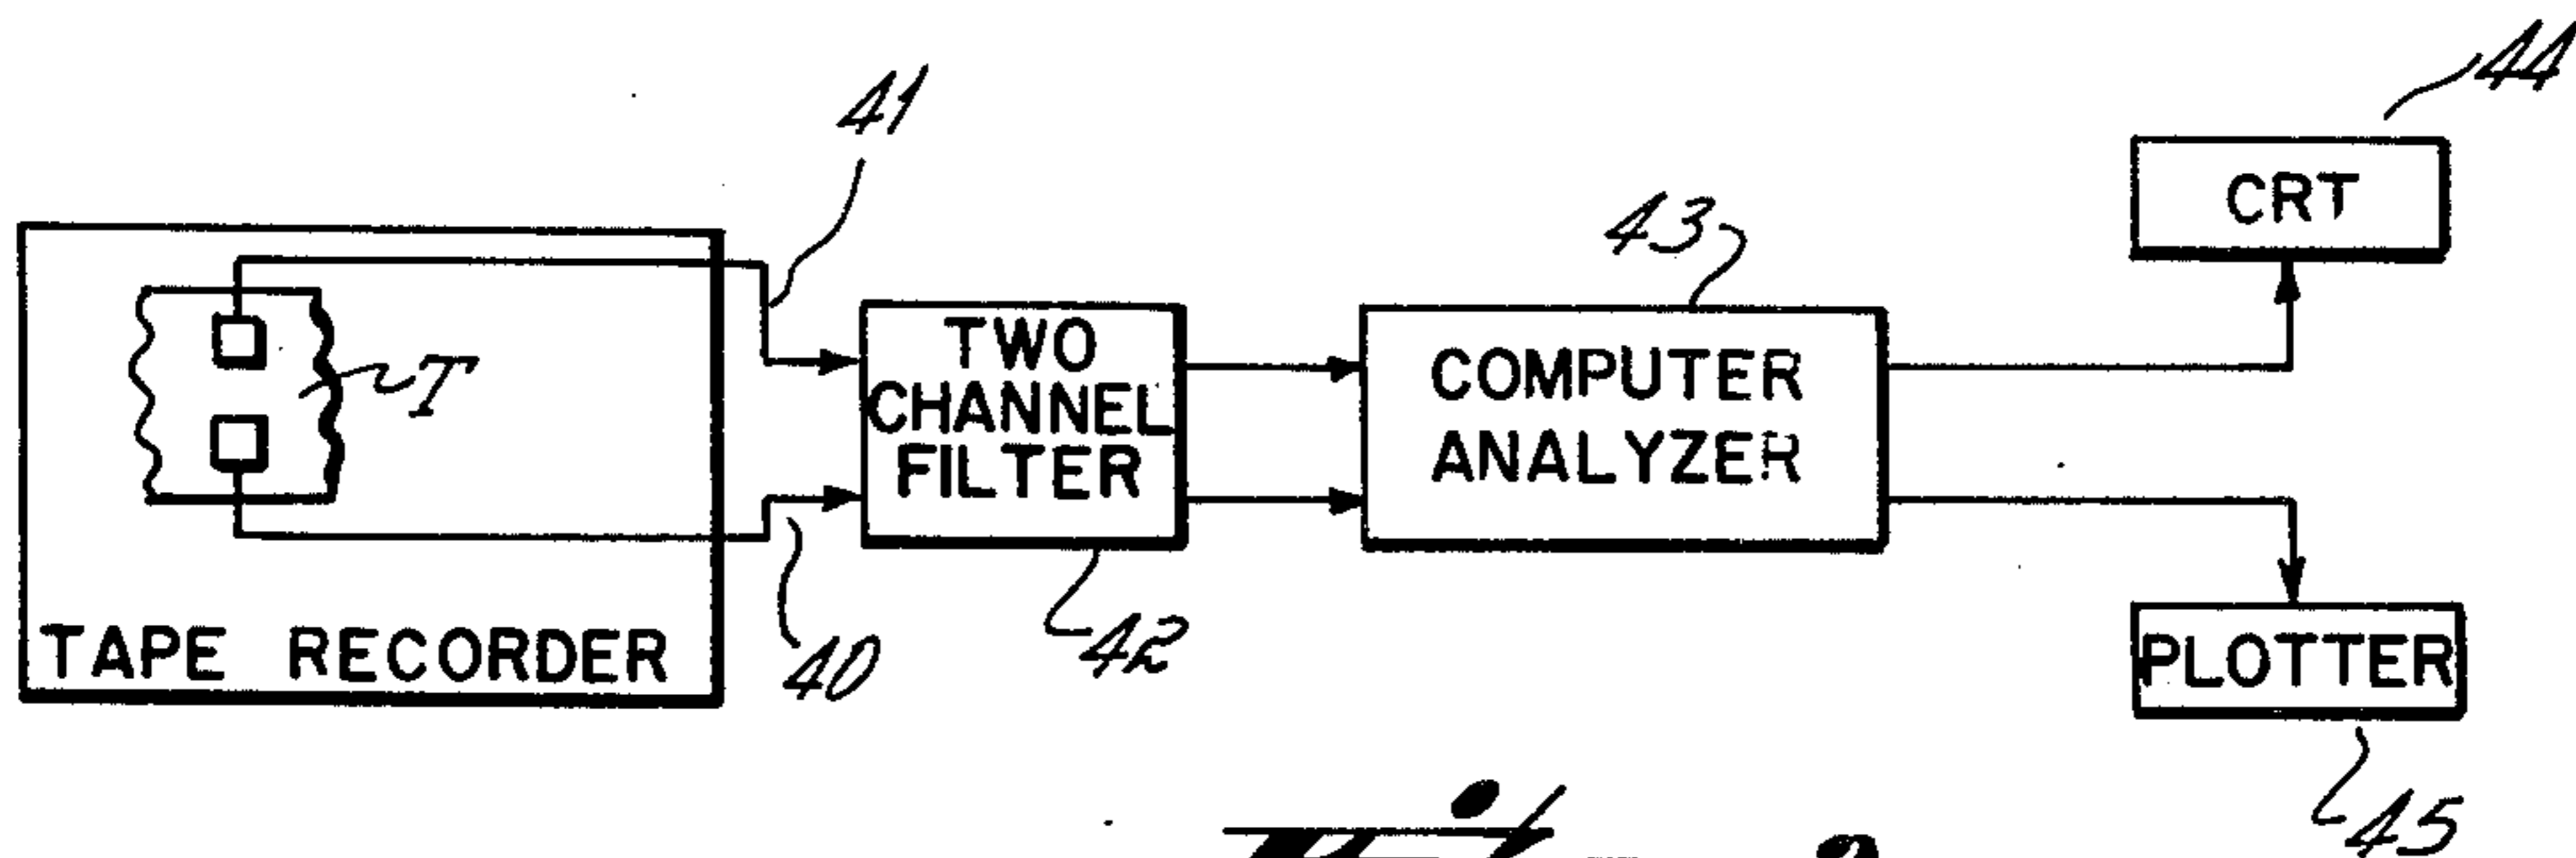 44
41
CRT
43
TWO
CHANNEL
FILTER
COMPUTER
ANALYZER
T
TAPE RECORDER
40
42
PLOTTER
45